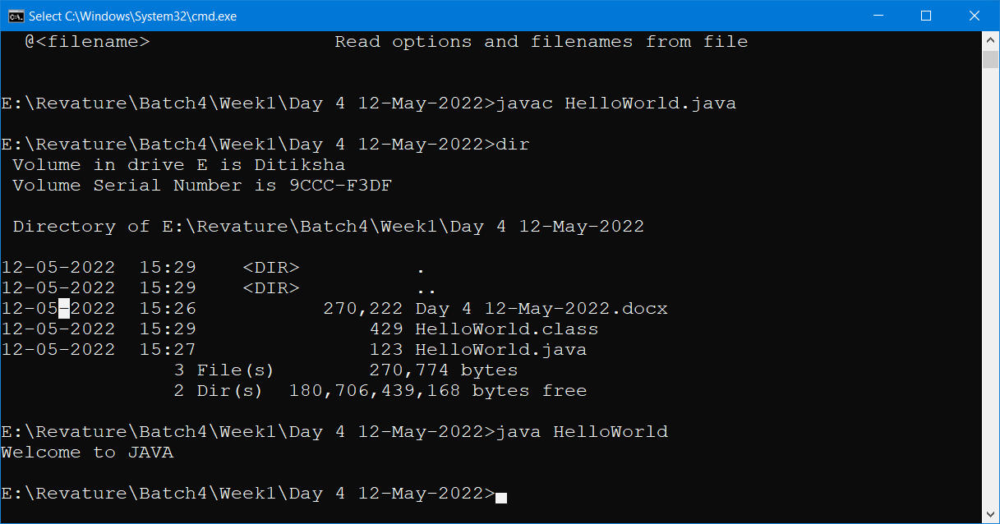 Select C:\Windows\System32\cmd.exe
@<filename>                Read options and filenames from file
E:\Revature\Batch4\Week1\Day 4 12-May-2022>javac HelloWorld.java
E:\Revature\Batch4\Week1\Day 4 12-May-2022>dir
Volume in drive E is Ditiksha
Volume Serial Number is 9CCC-F3DF
Directory of E:\Revature\Batch4\Week1\Day 4 12-May-2022
12-05-2022  15:29    <DIR>          .
12-05-2022  15:29    <DIR>          ..
12-05-2022  15:26           270,222 Day 4 12-May-2022.docx
12-05-2022  15:29               429 HelloWorld.class
12-05-2022  15:27               123 HelloWorld.java
3 File(s)        270,774 bytes
2 Dir(s)  180,706,439,168 bytes free
E:\Revature\Batch4\Week1\Day 4 12-May-2022>java HelloWorld
Welcome to JAVA
E:\Revature\Batch4\Week1\Day 4 12-May-2022>